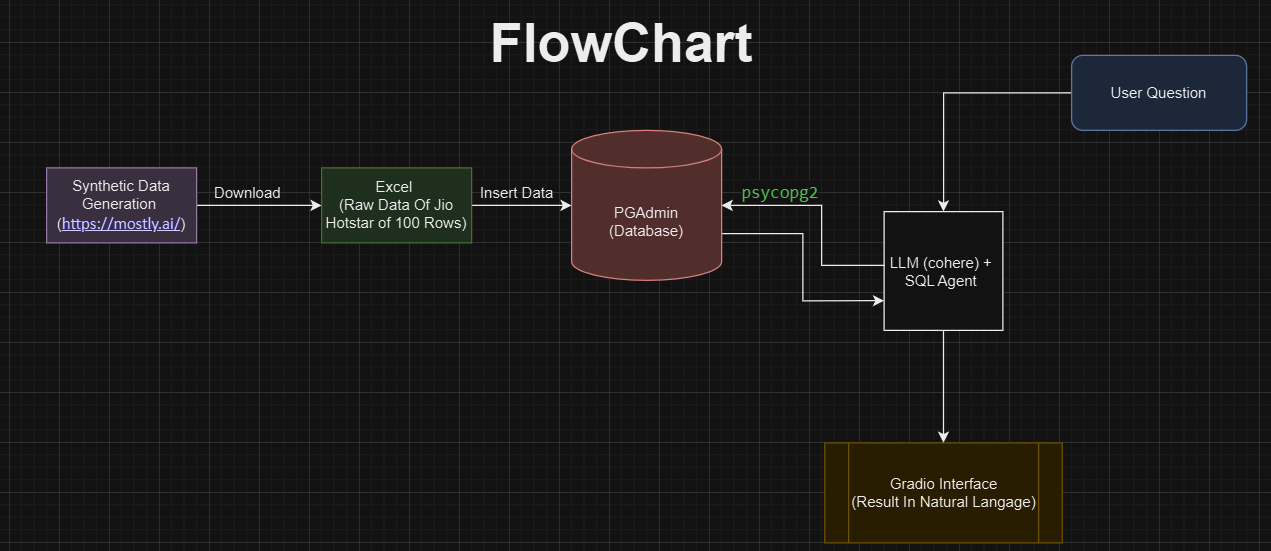 FlowChart
User Question
Synthetic Data
Generation
(https://mostly.ai/)
Download
Excel
(Raw Data Of Jio
Hotstar of 100 Rows)
Insert Data
PGAdmin
(Database)
psycopg2
LLM (cohere) +
SQL Agent
Gradio Interface
(Result In Natural Langage)